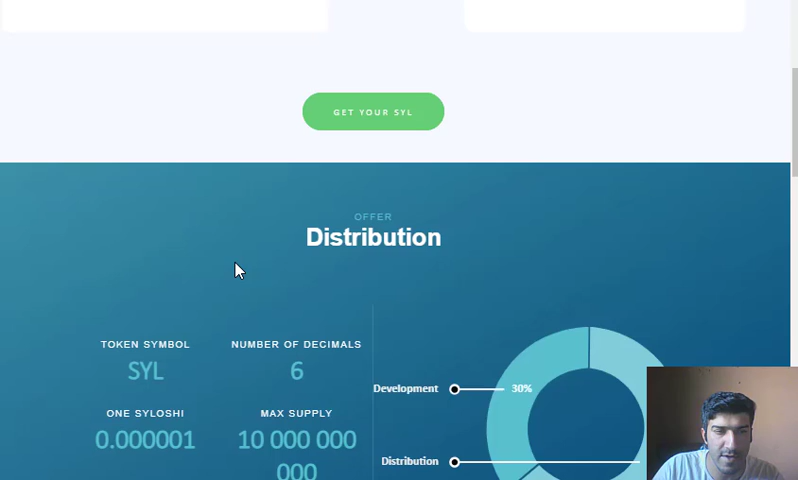 GET YOUR SYL
OFFER
Distribution
TOKEN SYMBOL
SYL
NUMBER OF DECIMALS
6
ONE SYLOSHI
0.000001
MAX SUPPLY
10 000 000
000
Development
30%
Distribution